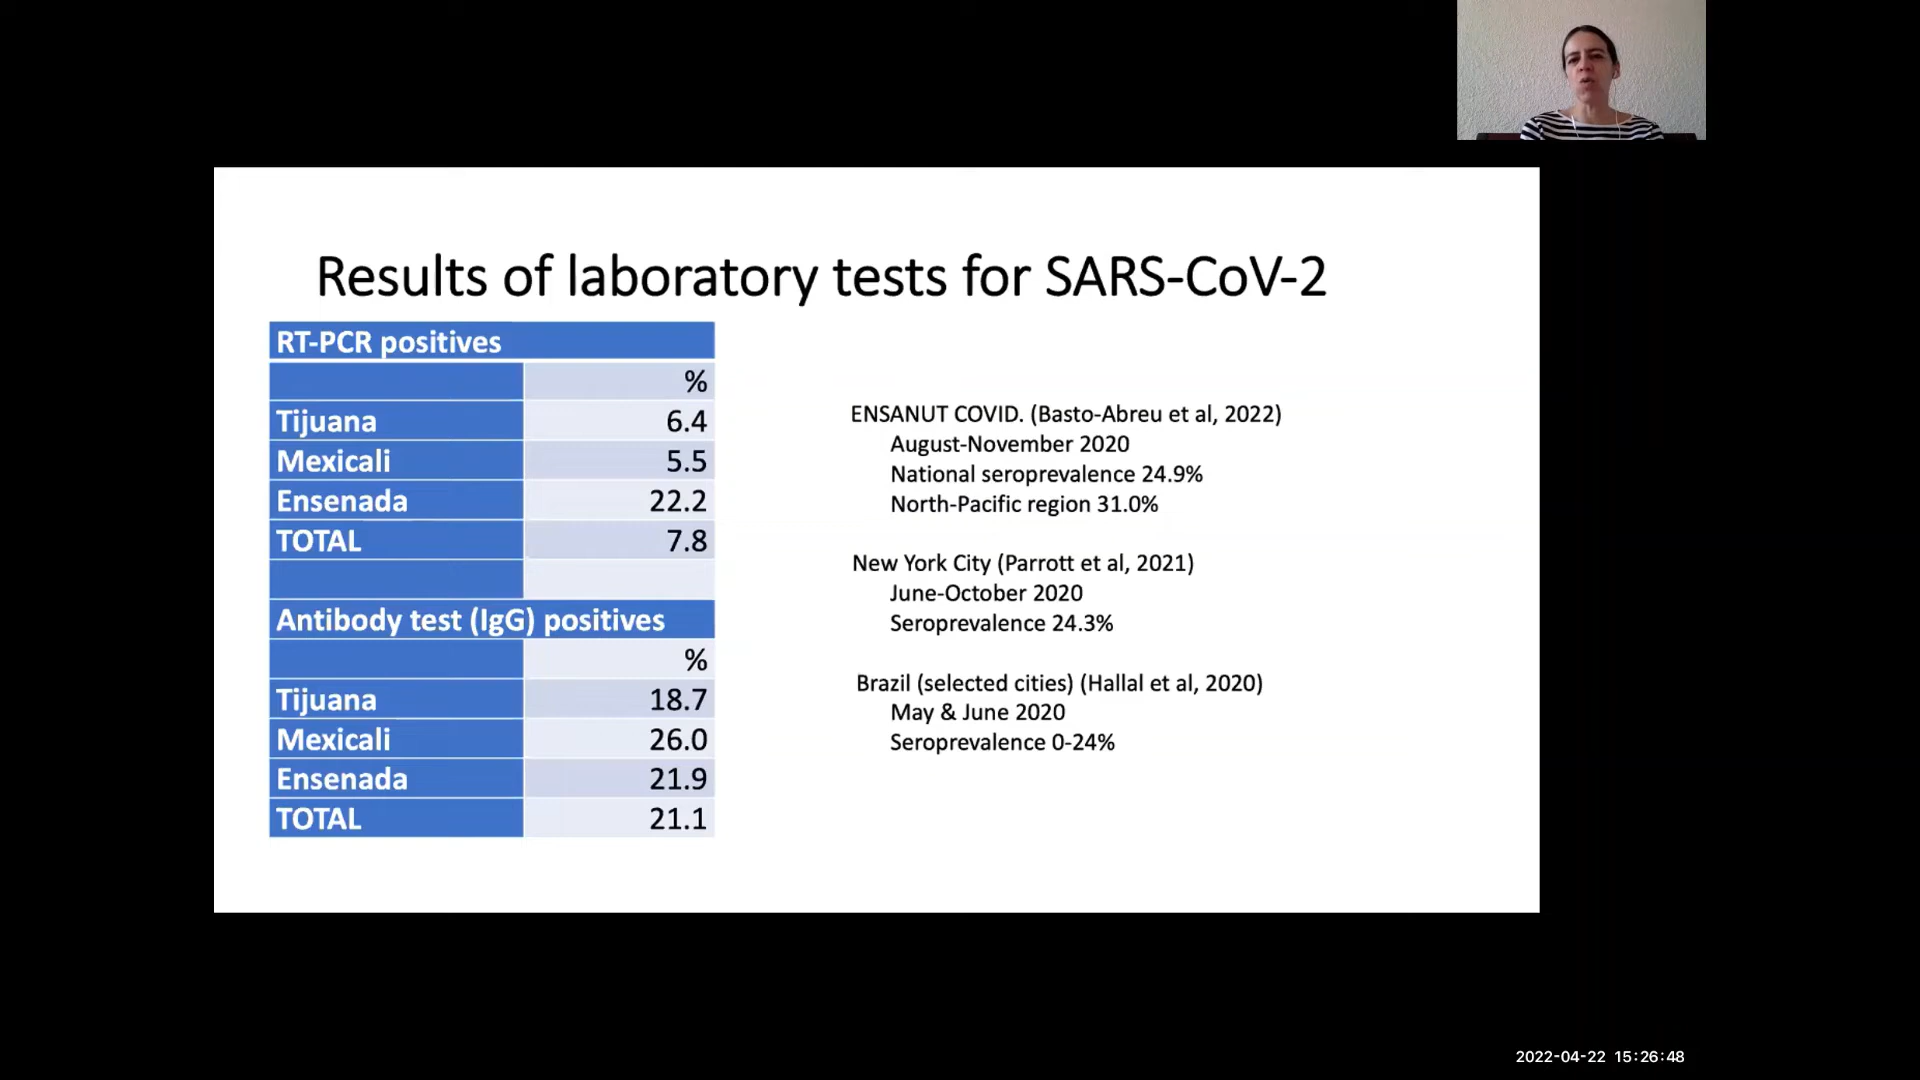 Results of laboratory tests for SARS-CoV-2
RT-PCR positives
%
Tijuana 6.4
Mexicali 5.5
Ensenada 22.2
TOTAL 7.8
Antibody test (IgG) positives
%
Tijuana 18.7
Mexicali 26.0
Ensenada 21.9
TOTAL 21.1
ENSANUT COVID. (Basto-Abreu et al, 2022)
August-November 2020
National seroprevalence 24.9%
North-Pacific region 31.0%
New York City (Parrott et al, 2021)
June-October 2020
Seroprevalence 24.3%
Brazil (selected cities) (Hallal et al, 2020)
May & June 2020
Seroprevalence 0-24%
2022-04-22 15:26:48